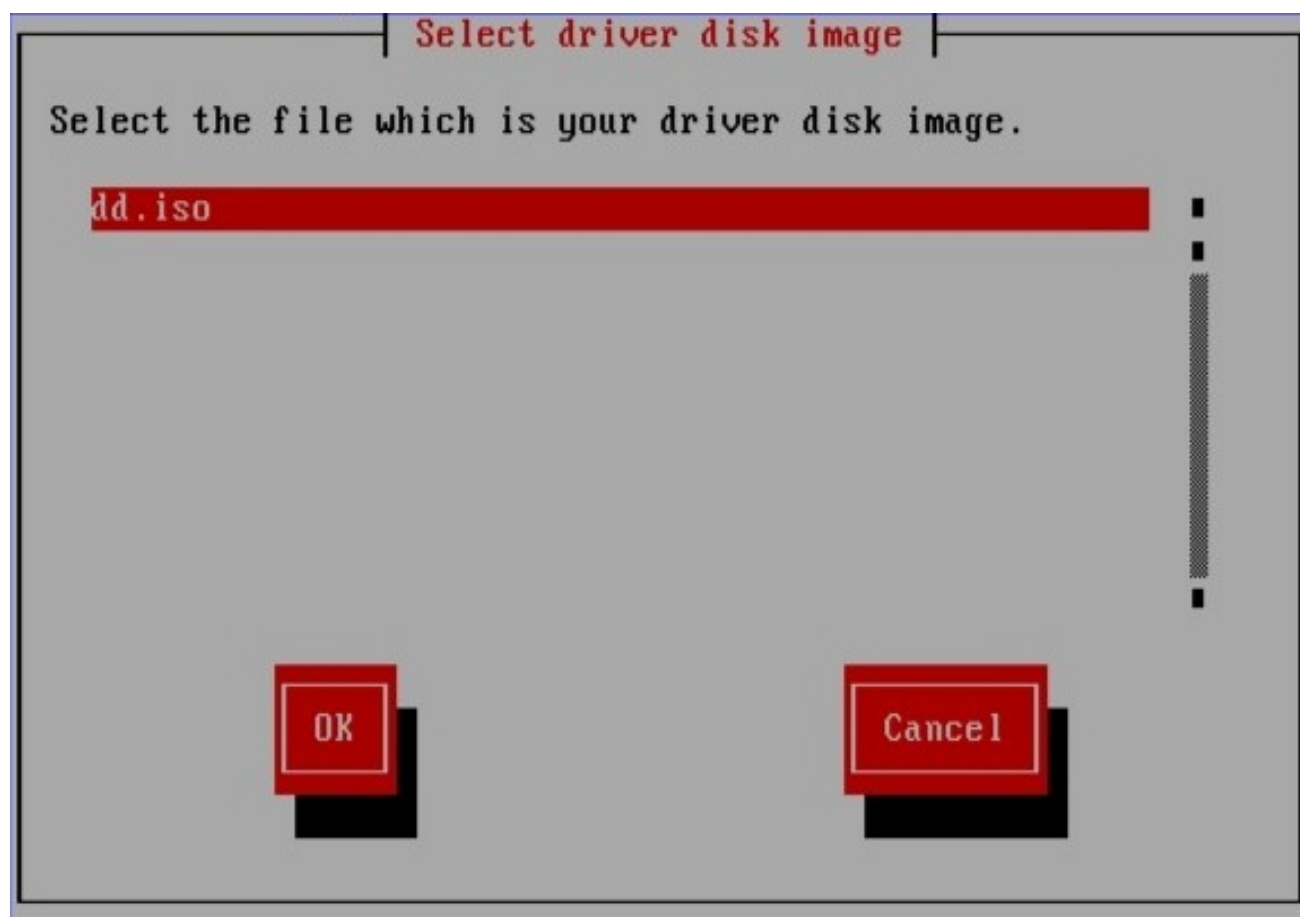 Select driver disk image
Select the file which is your driver disk image.
dd.iso
OK
Cancel